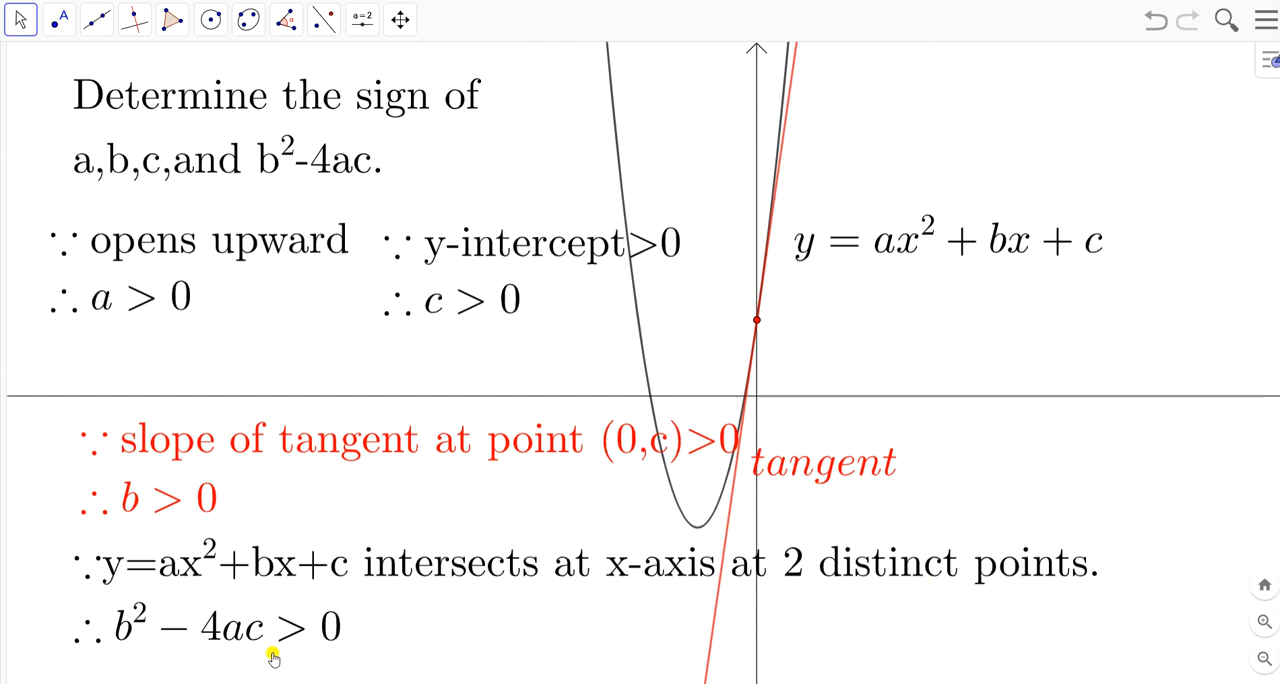 a=2
Determine the sign of
a,b,c,and b²-4ac.
∵ opens upward ∵ y-intercept>0
y = ax² + bx + c
∴ a > 0 ∴ c > 0
∵ slope of tangent at point (0,c)>0
tangent
∴ b > 0
∵y=ax²+bx+c intersects at x-axis at 2 distinct points.
∴ b² − 4ac > 0